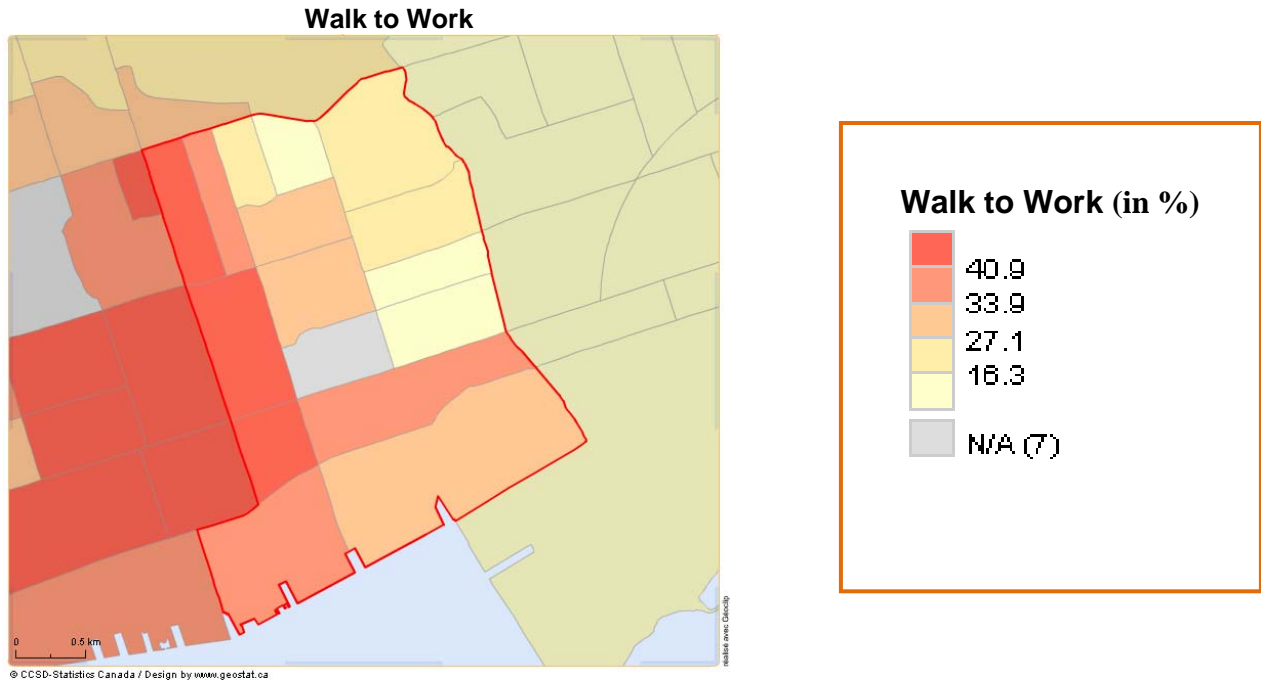 Walk to Work
0 0.5 km
réalisé avec Géoclip
© CCSD-Statistics Canada / Design by www.geostat.ca
Walk to Work (in %)
40.9
33.9
27.1
16.3
N/A (7)